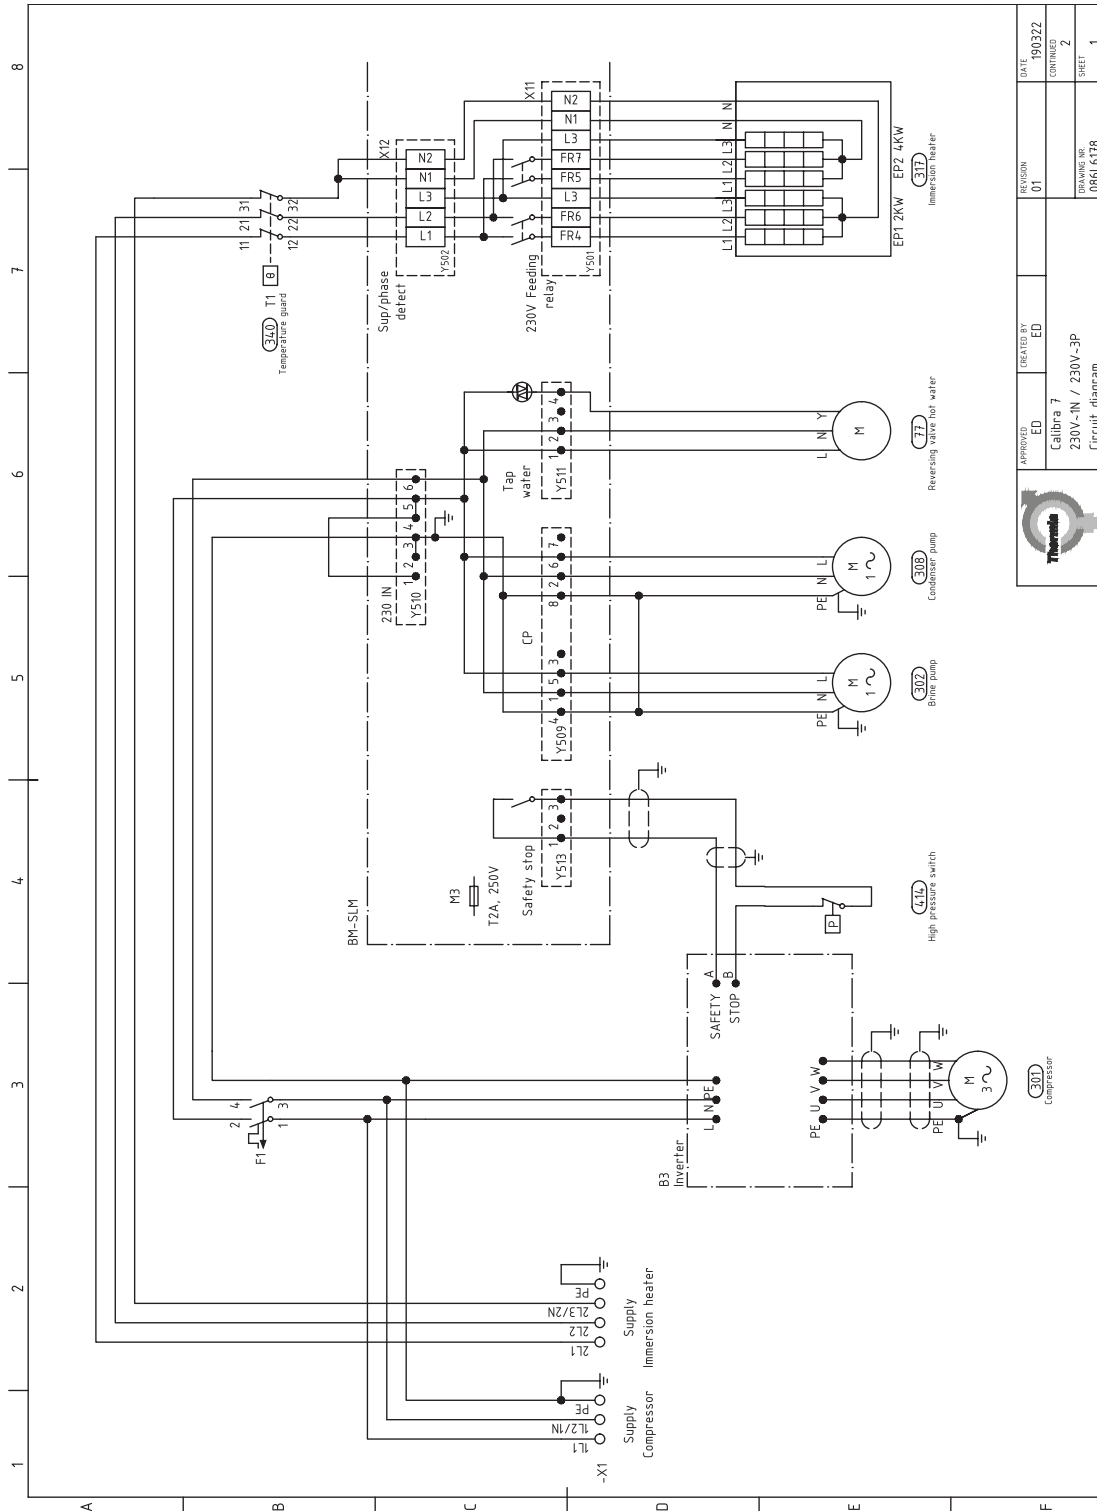 1
2
3
4
5
6
7
8
A
B
C
D
E
F
-X1
1L1
1L2/1N
PE
Supply
Compressor
2L1
2L2
2L3/2N
PE
Supply
Immersion heater
F1
2
4
1
3
B3
Inverter
L
N
PE
SAFETY
STOP
A
B
PE
U
V
W
PE
U
V
W
M
3
301
Compressor
BM-SLM
M3
T2A, 250V
Safety stop
Y513
1
2
3
P
414
High pressure switch
230 IN
Y510
1
2
3
4
5
6
CP
Y509
4
1
5
3
8
2
6
7
PE
N
L
M
1
302
Brine pump
PE
N
L
M
1
308
Condenser pump
Tap
water
Y511
1
2
3
4
L
N
Y
M
77
Reversing valve hot water
340
T1
Temperature guard
θ
11
21
31
12
22
32
Sup/phase
detect
X12
Y502
L1
L2
L3
N1
N2
230V Feeding
relay
X11
Y501
FR4
FR6
L3
FR5
FR7
L3
N1
N2
L1
L2
L3
L1
L2
L3
N
N
EP1 2KW
EP2 4KW
317
Immersion heater
Thermia
APPROVED
ED
CREATED BY
ED
REVISION
01
DATE
190322
Calibra 7
230V~1N / 230V~3P
Circuit diagram
DRAWING NR.
086L6178
CONTINUED
2
SHEET
1